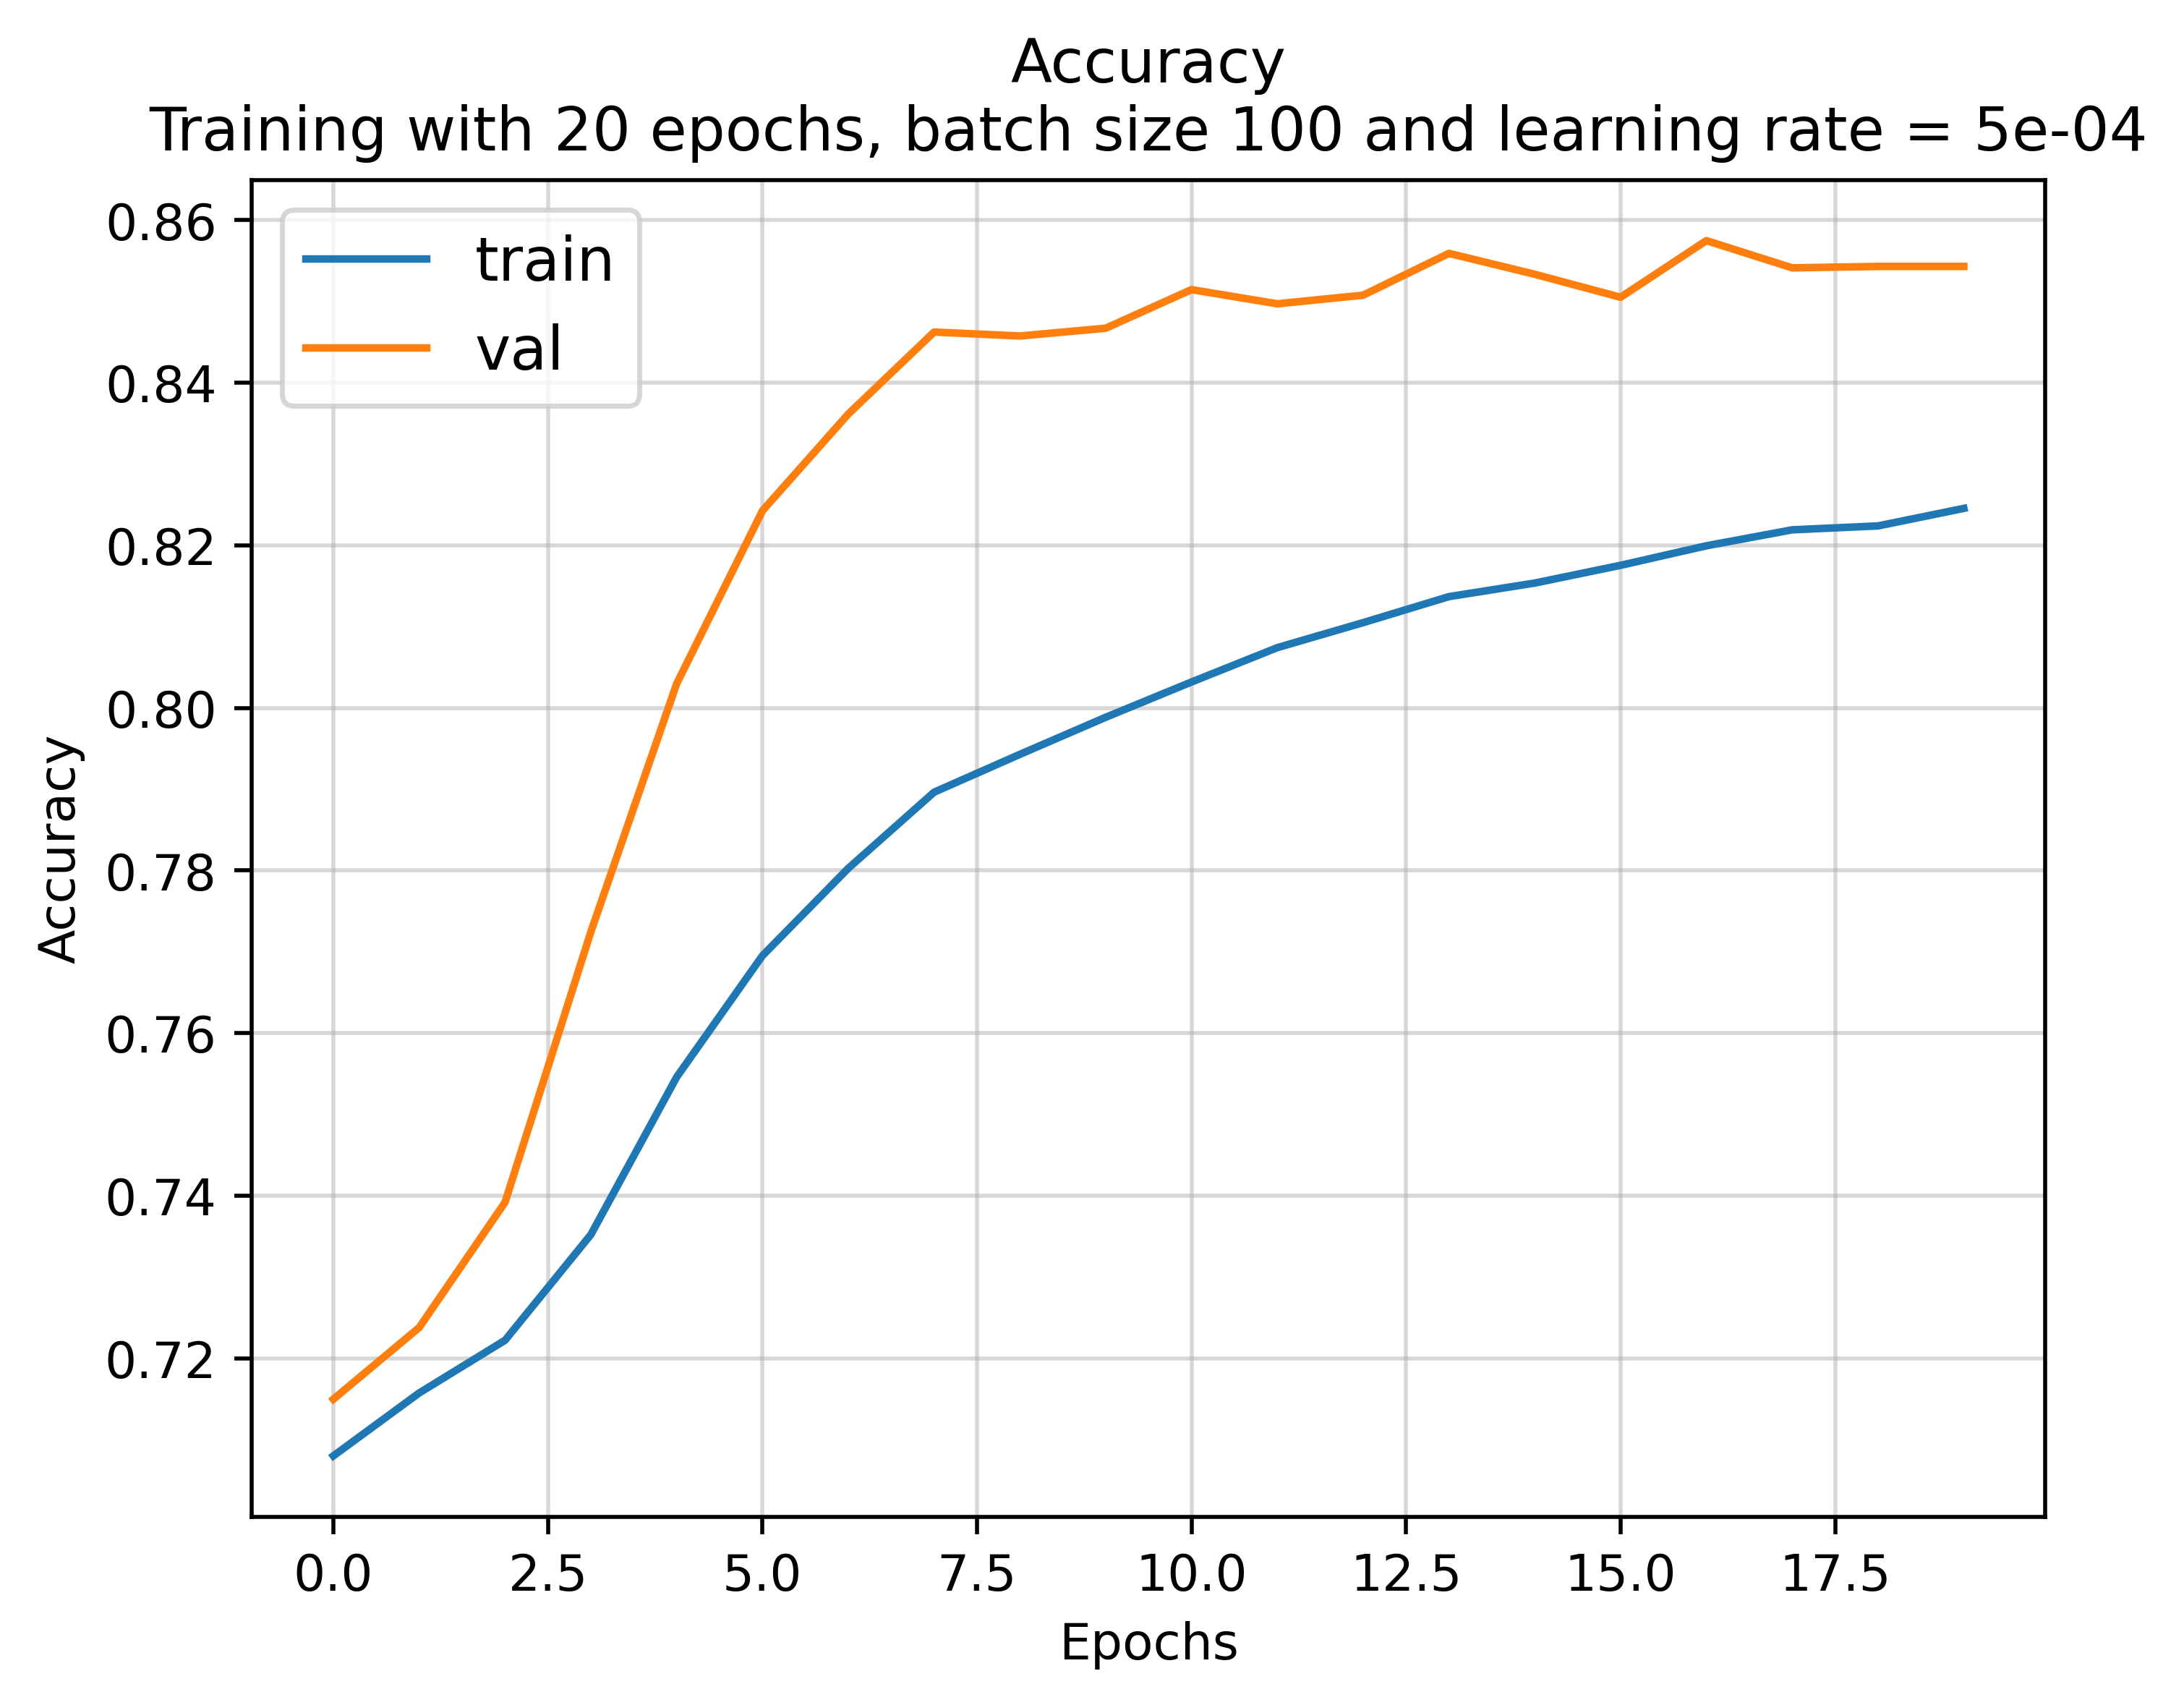 Accuracy
Training with 20 epochs, batch size 100 and learning rate = 5e-04
train
val
0.86
0.84
0.82
0.80
0.78
0.76
0.74
0.72
Accuracy
0.0 2.5 5.0 7.5 10.0 12.5 15.0 17.5
Epochs